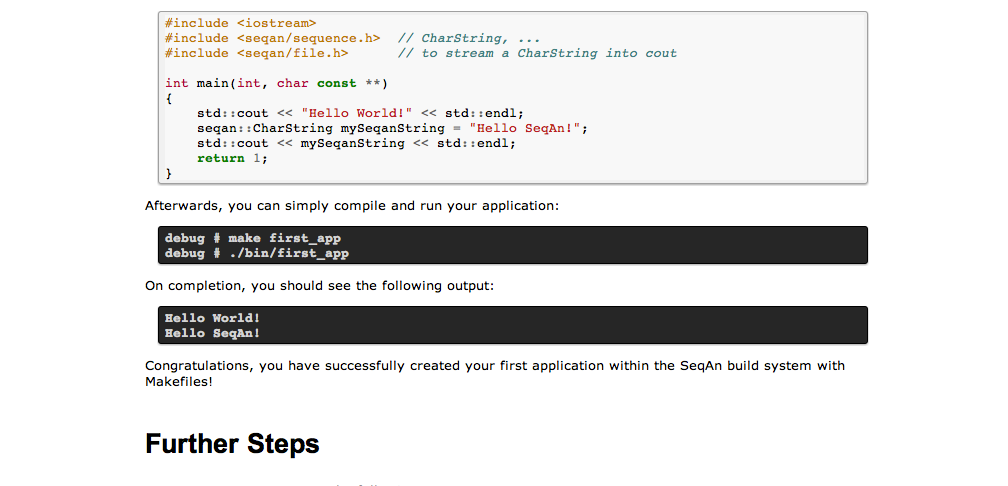 #include <iostream>
#include <seqan/sequence.h>  // CharString, ...
#include <seqan/file.h>      // to stream a CharString into cout

int main(int, char const **)
{
    std::cout << "Hello World!" << std::endl;
    seqan::CharString mySeqanString = "Hello SeqAn!";
    std::cout << mySeqanString << std::endl;
    return 1;
}
Afterwards, you can simply compile and run your application:
debug # make first_app
debug # ./bin/first_app
On completion, you should see the following output:
Hello World!
Hello SeqAn!
Congratulations, you have successfully created your first application within the SeqAn build system with
Makefiles!
Further Steps